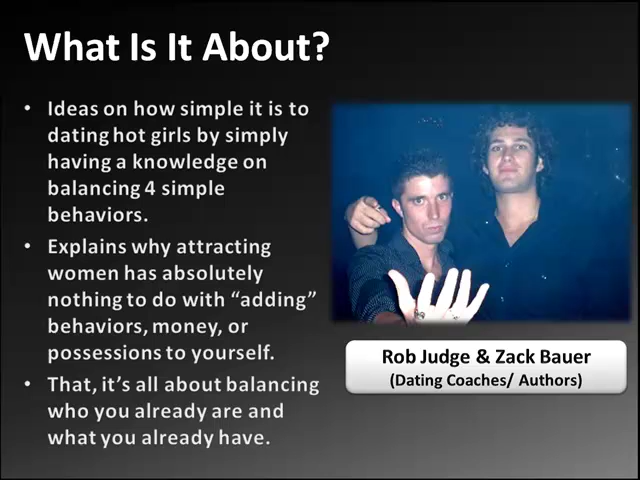 What Is It About?
• Ideas on how simple it is to
dating hot girls by simply
having a knowledge on
balancing 4 simple
behaviors.
• Explains why attracting
women has absolutely
nothing to do with “adding”
behaviors, money, or
possessions to yourself.
• That, it’s all about balancing
who you already are and
what you already have.
Rob Judge & Zack Bauer
(Dating Coaches/ Authors)